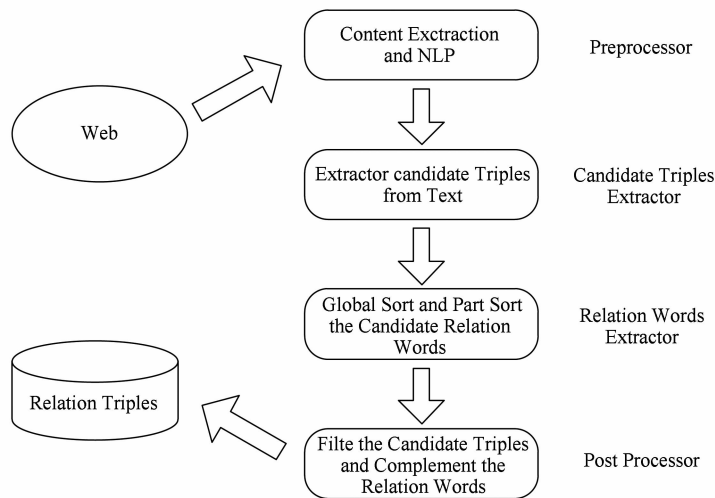 Content Exctraction
and NLP
Preprocessor
Web
Extractor candidate Triples
from Text
Candidate Triples
Extractor
Global Sort and Part Sort
the Candidate Relation
Words
Relation Words
Extractor
Relation Triples
Filte the Candidate Triples
and Complement the
Relation Words
Post Processor